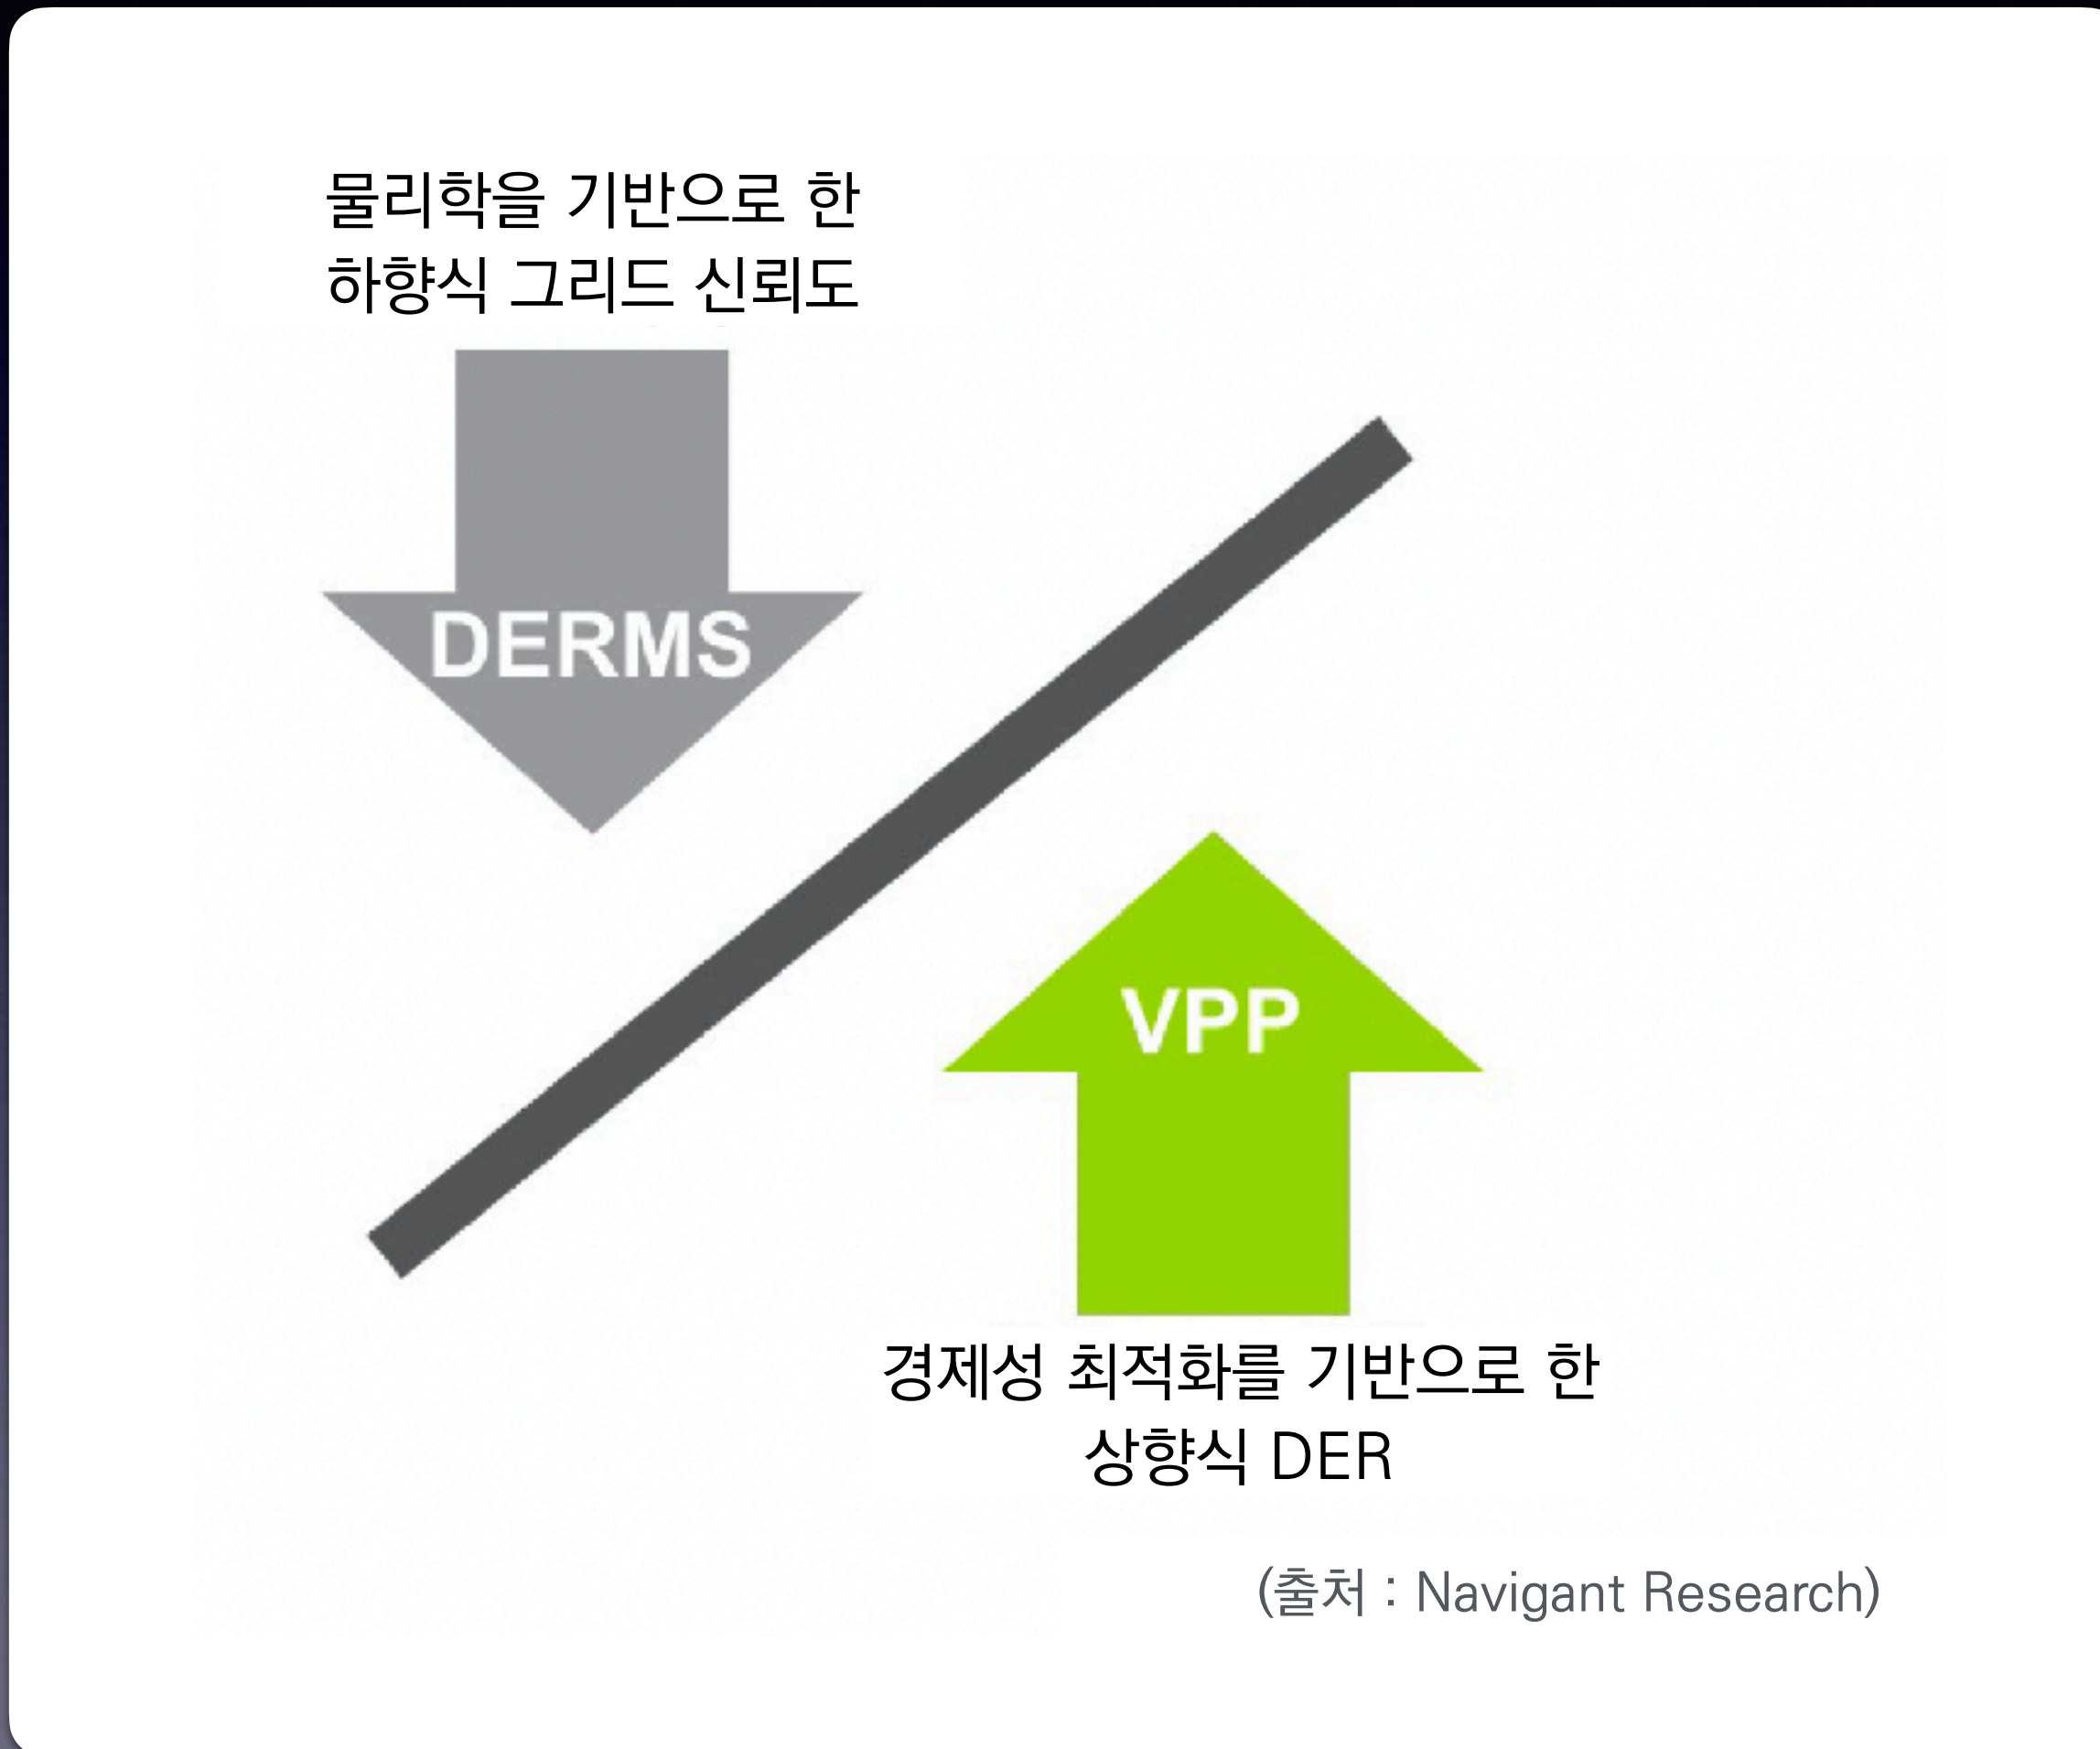 물리학을 기반으로 한
하향식 그리드 신뢰도
DERMS
VPP
경제성 최적화를 기반으로 한
상향식 DER
(출처 : Navigant Research)